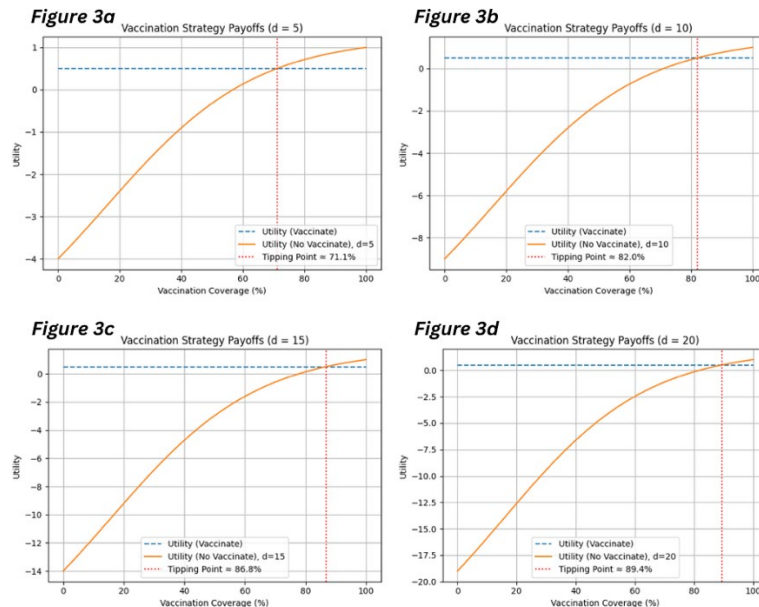 Figure 3a
Vaccination Strategy Payoffs (d = 5)
1
0
−1
−2
−3
−4
Utility
Utility (Vaccinate)
Utility (No Vaccinate), d=5
Tipping Point ≈ 71.1%
0 20 40 60 80 100
Vaccination Coverage (%)
Figure 3b
Vaccination Strategy Payoffs (d = 10)
0
−2
−4
−6
−8
Utility
Utility (Vaccinate)
Utility (No Vaccinate), d=10
Tipping Point ≈ 82.0%
0 20 40 60 80 100
Vaccination Coverage (%)
Figure 3c
Vaccination Strategy Payoffs (d = 15)
0
−2
−4
−6
−8
−10
−12
−14
Utility
Utility (Vaccinate)
Utility (No Vaccinate), d=15
Tipping Point ≈ 86.8%
0 20 40 60 80 100
Vaccination Coverage (%)
Figure 3d
Vaccination Strategy Payoffs (d = 20)
0.0
−2.5
−5.0
−7.5
−10.0
−12.5
−15.0
−17.5
−20.0
Utility
Utility (Vaccinate)
Utility (No Vaccinate), d=20
Tipping Point ≈ 89.4%
0 20 40 60 80 100
Vaccination Coverage (%)